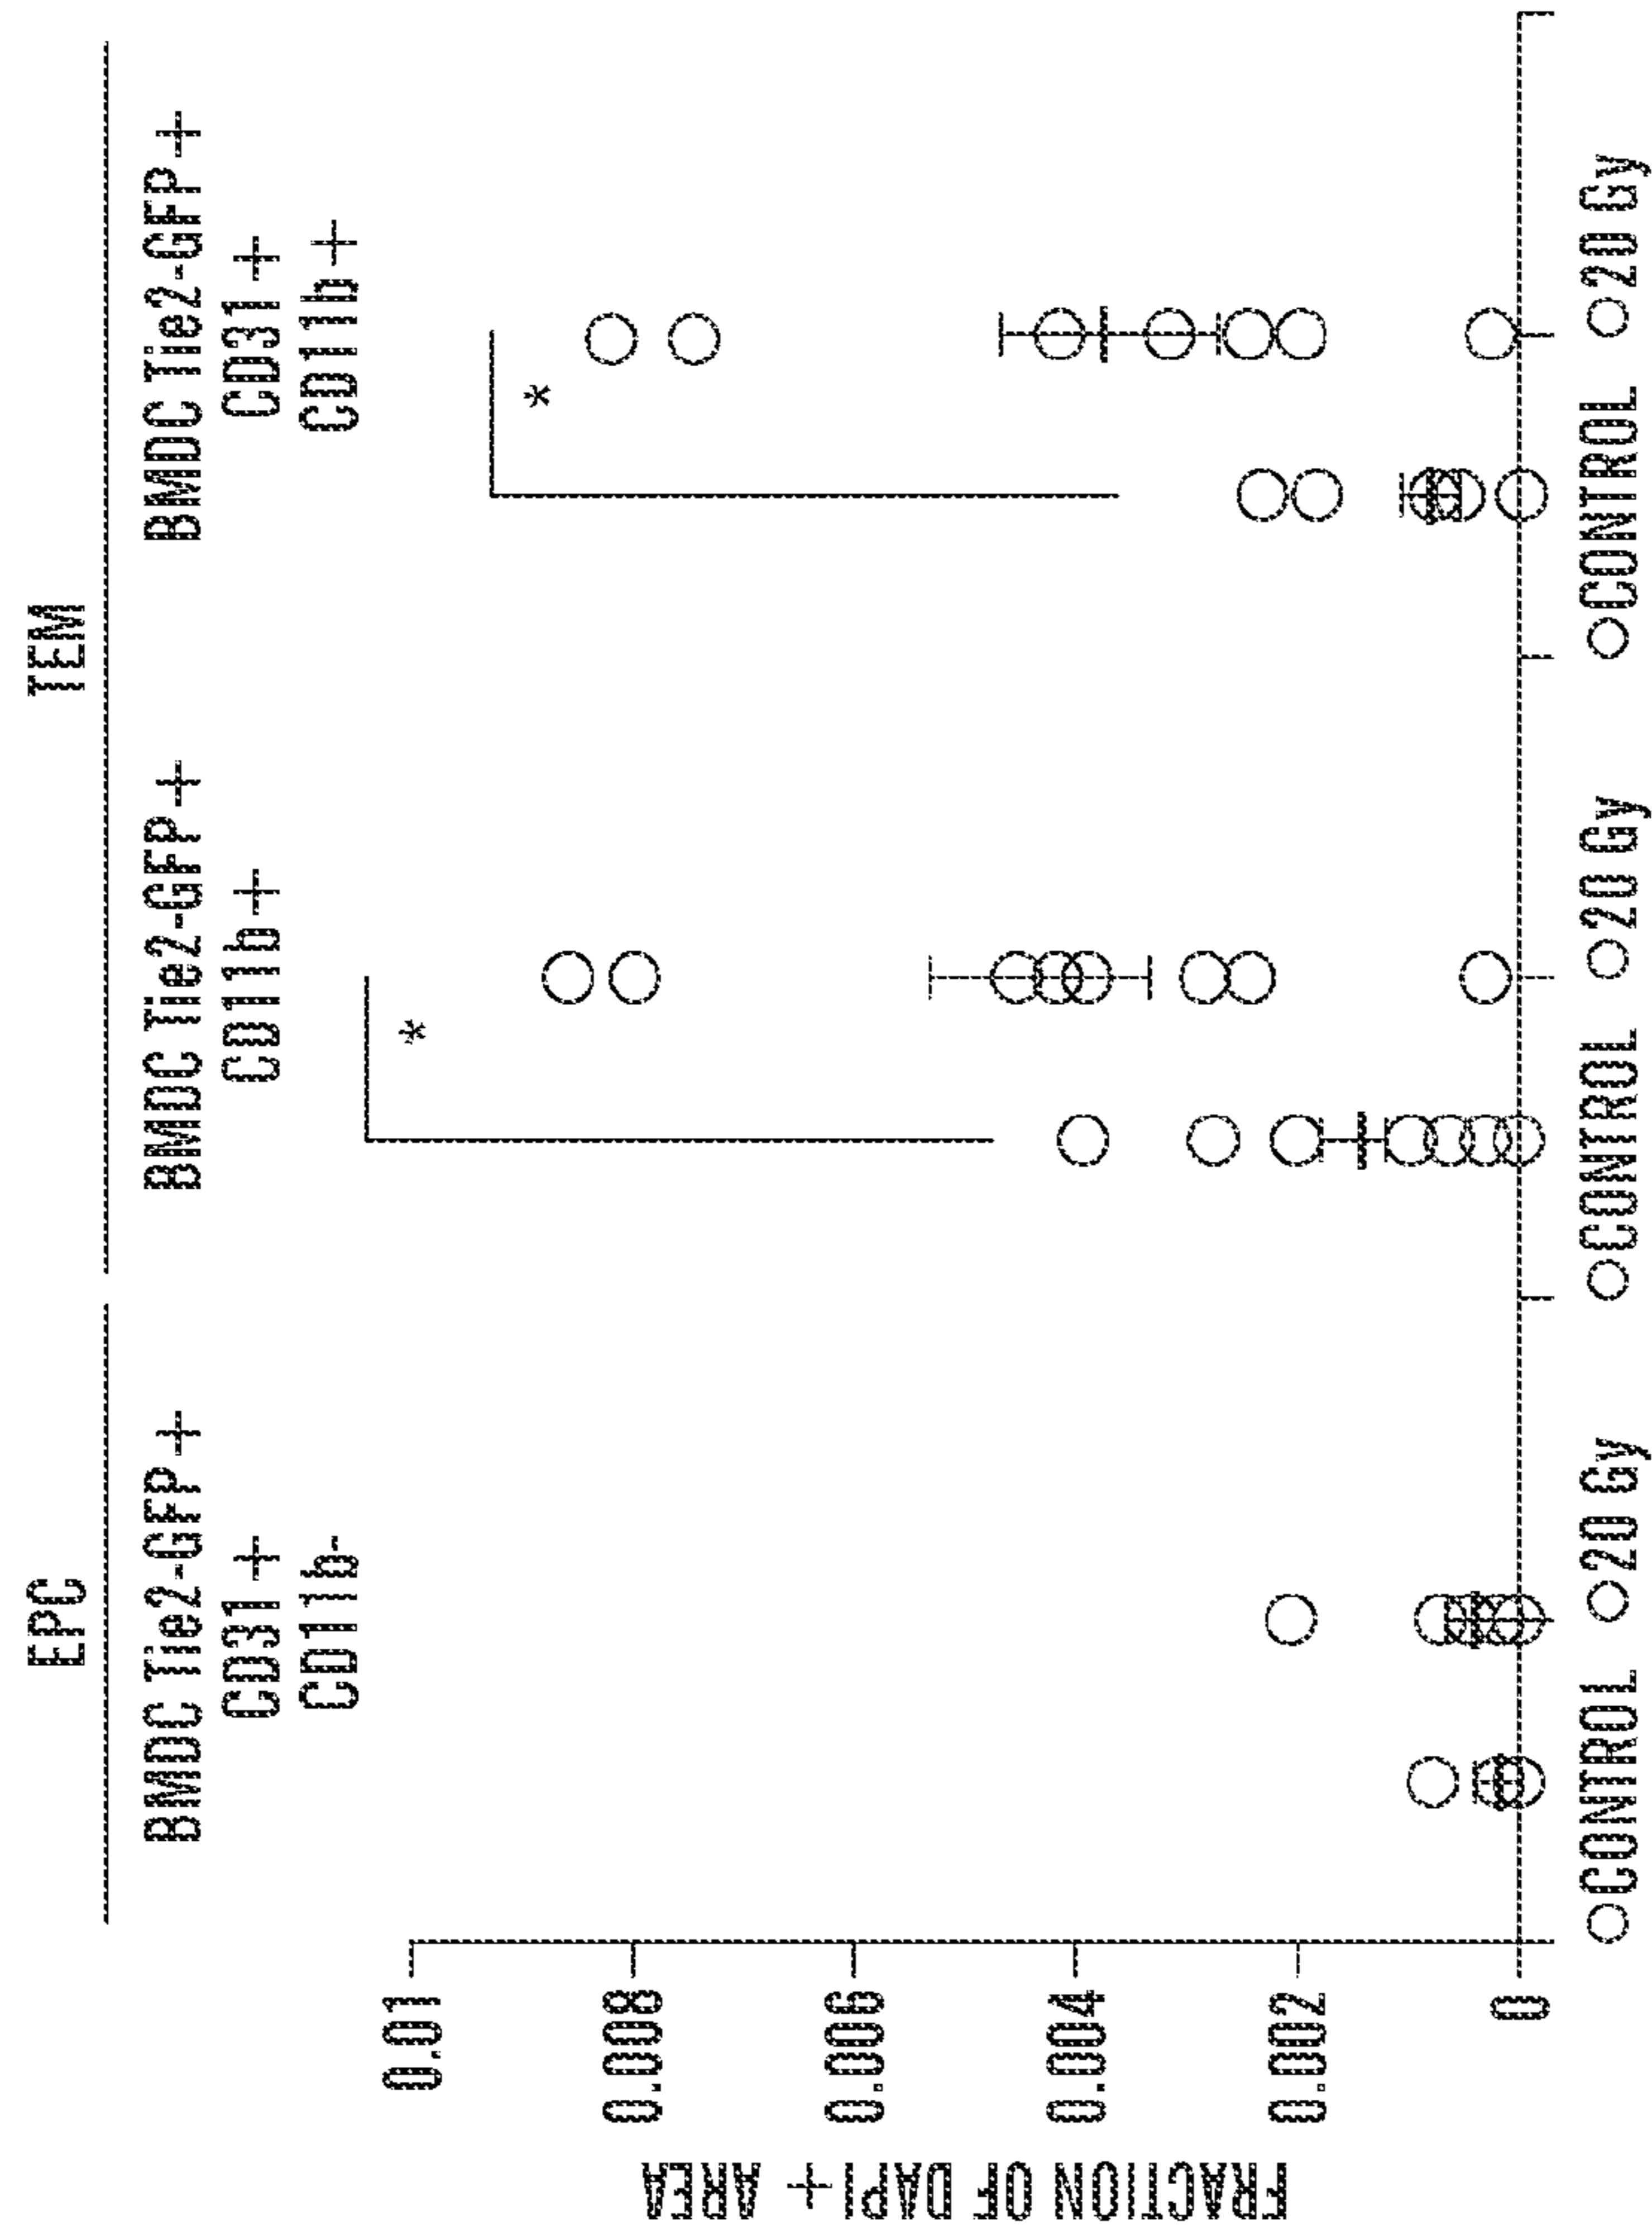 EPC
TEM
BMDC Tie2-GFP+
CD31+
CD11b-
BMDC Tie2-GFP+
CD11b+
BMDC Tie2-GFP+
CD31+
CD11b+
*
*
FRACTION OF DAPI+ AREA
0.01
0.008
0.006
0.004
0.002
0
CONTROL 20 Gy
CONTROL 20 Gy
CONTROL 20 Gy